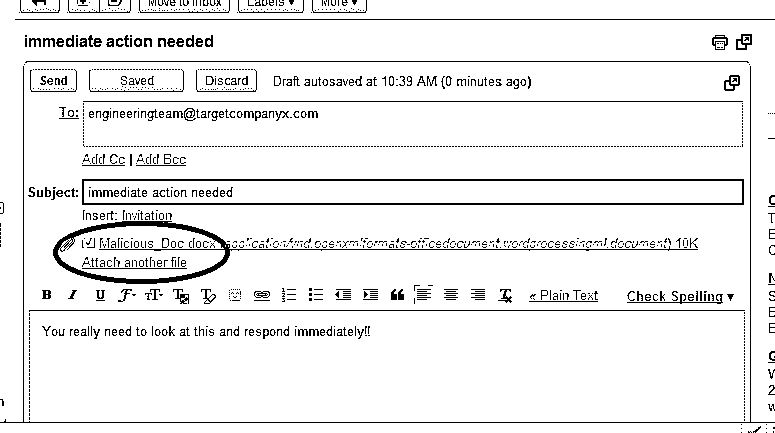 Move to Inbox Labels ▾ More ▾
immediate action needed
Send Saved Discard Draft autosaved at 10:39 AM (0 minutes ago)
To: engineeringteam@targetcompanyx.com
Add Cc | Add Bcc
Subject: immediate action needed
Insert: Invitation
Malicious_Doc.docx (application/vnd.openxmlformats-officedocument.wordprocessingml.document) 10K
Attach another file
B I U « Plain Text Check Spelling ▾
You really need to look at this and respond immediately!!